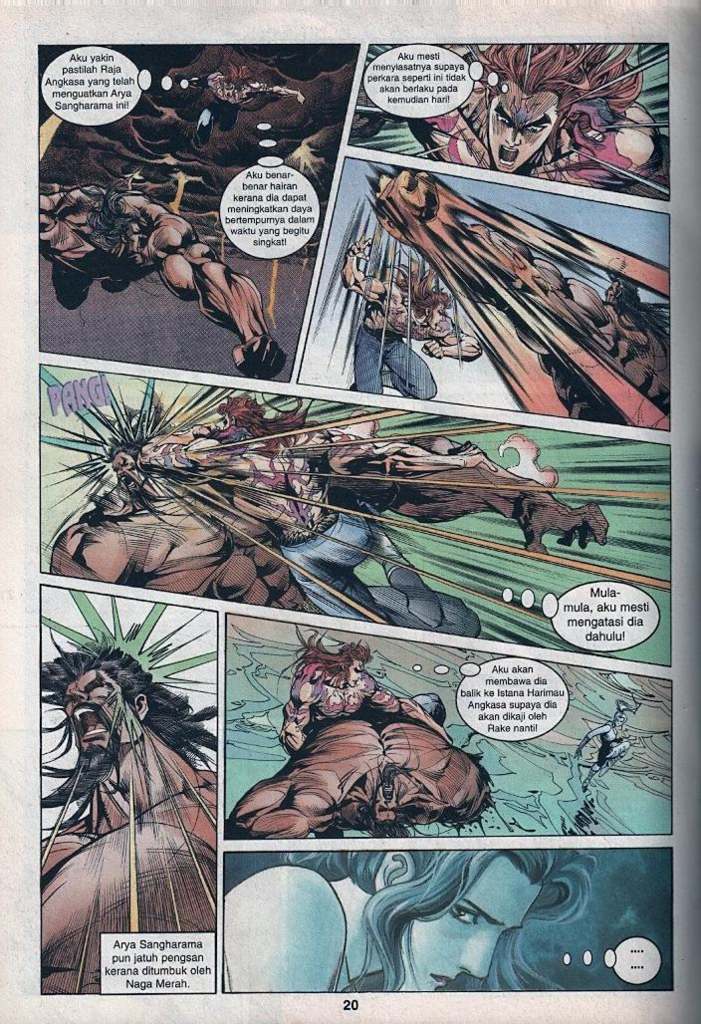 Aku yakin
pastilah Raja
Angkasa yang telah
menguatkan Arya
Sangharama ini!
Aku benar-
benar hairan
kerana dia dapat
meningkatkan daya
bertempurnya dalam
waktu yang begitu
singkat!
Aku mesti
menyiasatnya supaya
perkara seperti ini tidak
akan berlaku pada
kemudian hari!
PANG!
Mula-
mula, aku mesti
mengatasi dia
dahulu!
Arya Sangharama
pun jatuh pengsan
kerana ditumbuk oleh
Naga Merah.
Aku akan
membawa dia
balik ke Istana Harimau
Angkasa supaya dia
akan dikaji oleh
Rake nanti!
....
....
20